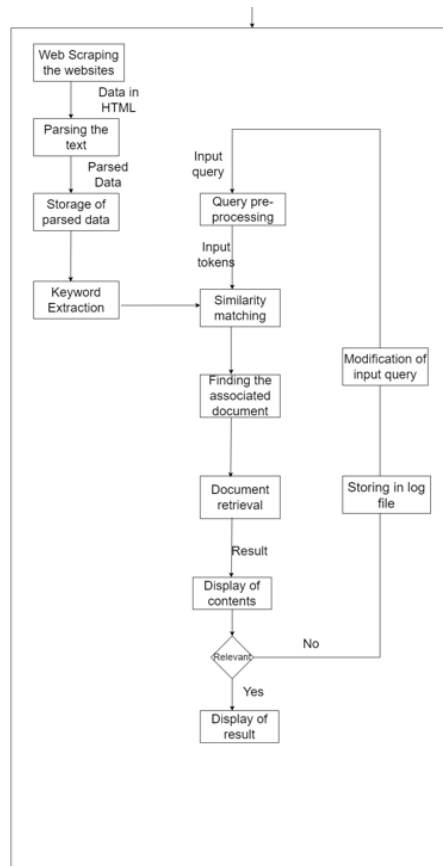 Web Scraping
the websites
Data in
HTML
Parsing the
text
Parsed
Data
Storage of
parsed data
Keyword
Extraction
Input
query
Query pre-
processing
Input
tokens
Similarity
matching
Finding the
associated
document
Document
retrieval
Result
Display of
contents
Relevant
No
Yes
Display of
result
Modification of
input query
Storing in log
file